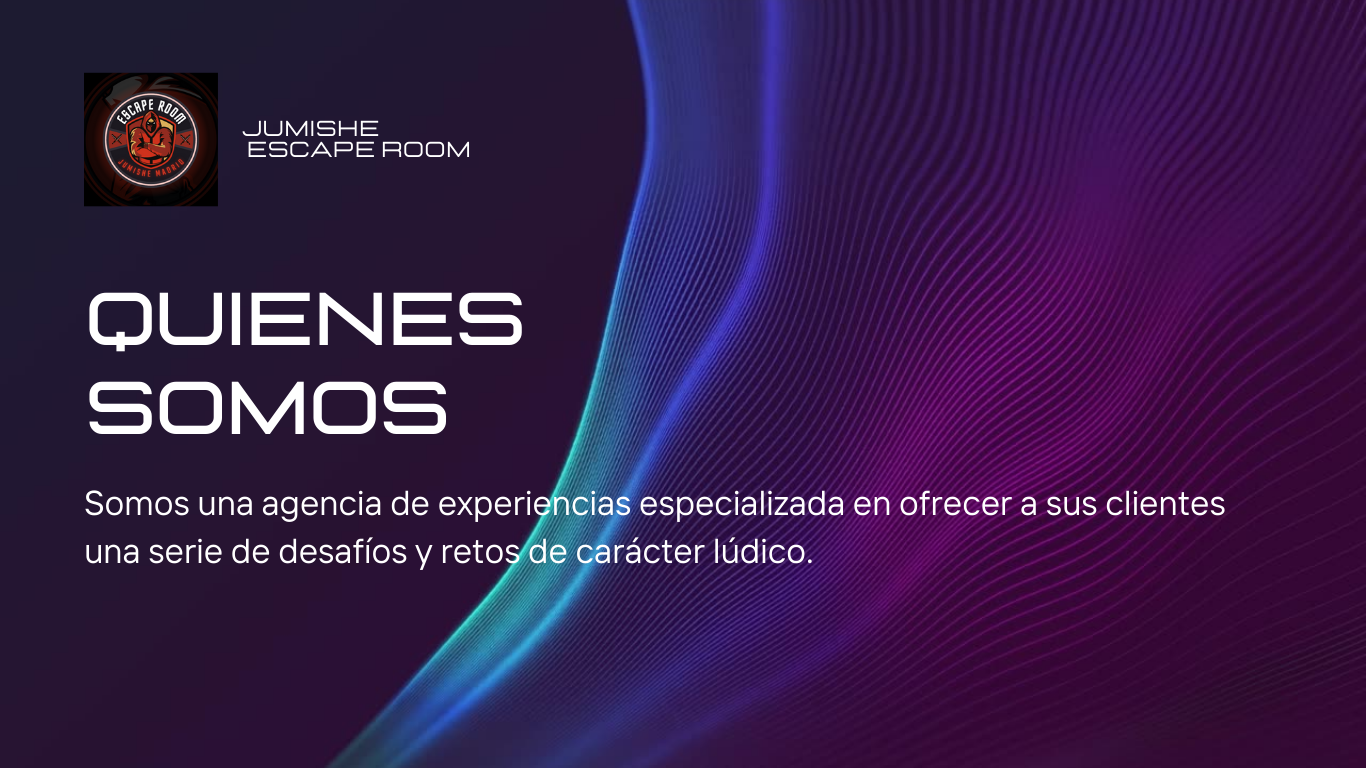 ESCAPE ROOM
JUMISHE MADRID
JUMISHE
ESCAPE ROOM
QUIENES
SOMOS
Somos una agencia de experiencias especializada en ofrecer a sus clientes
una serie de desafíos y retos de carácter lúdico.